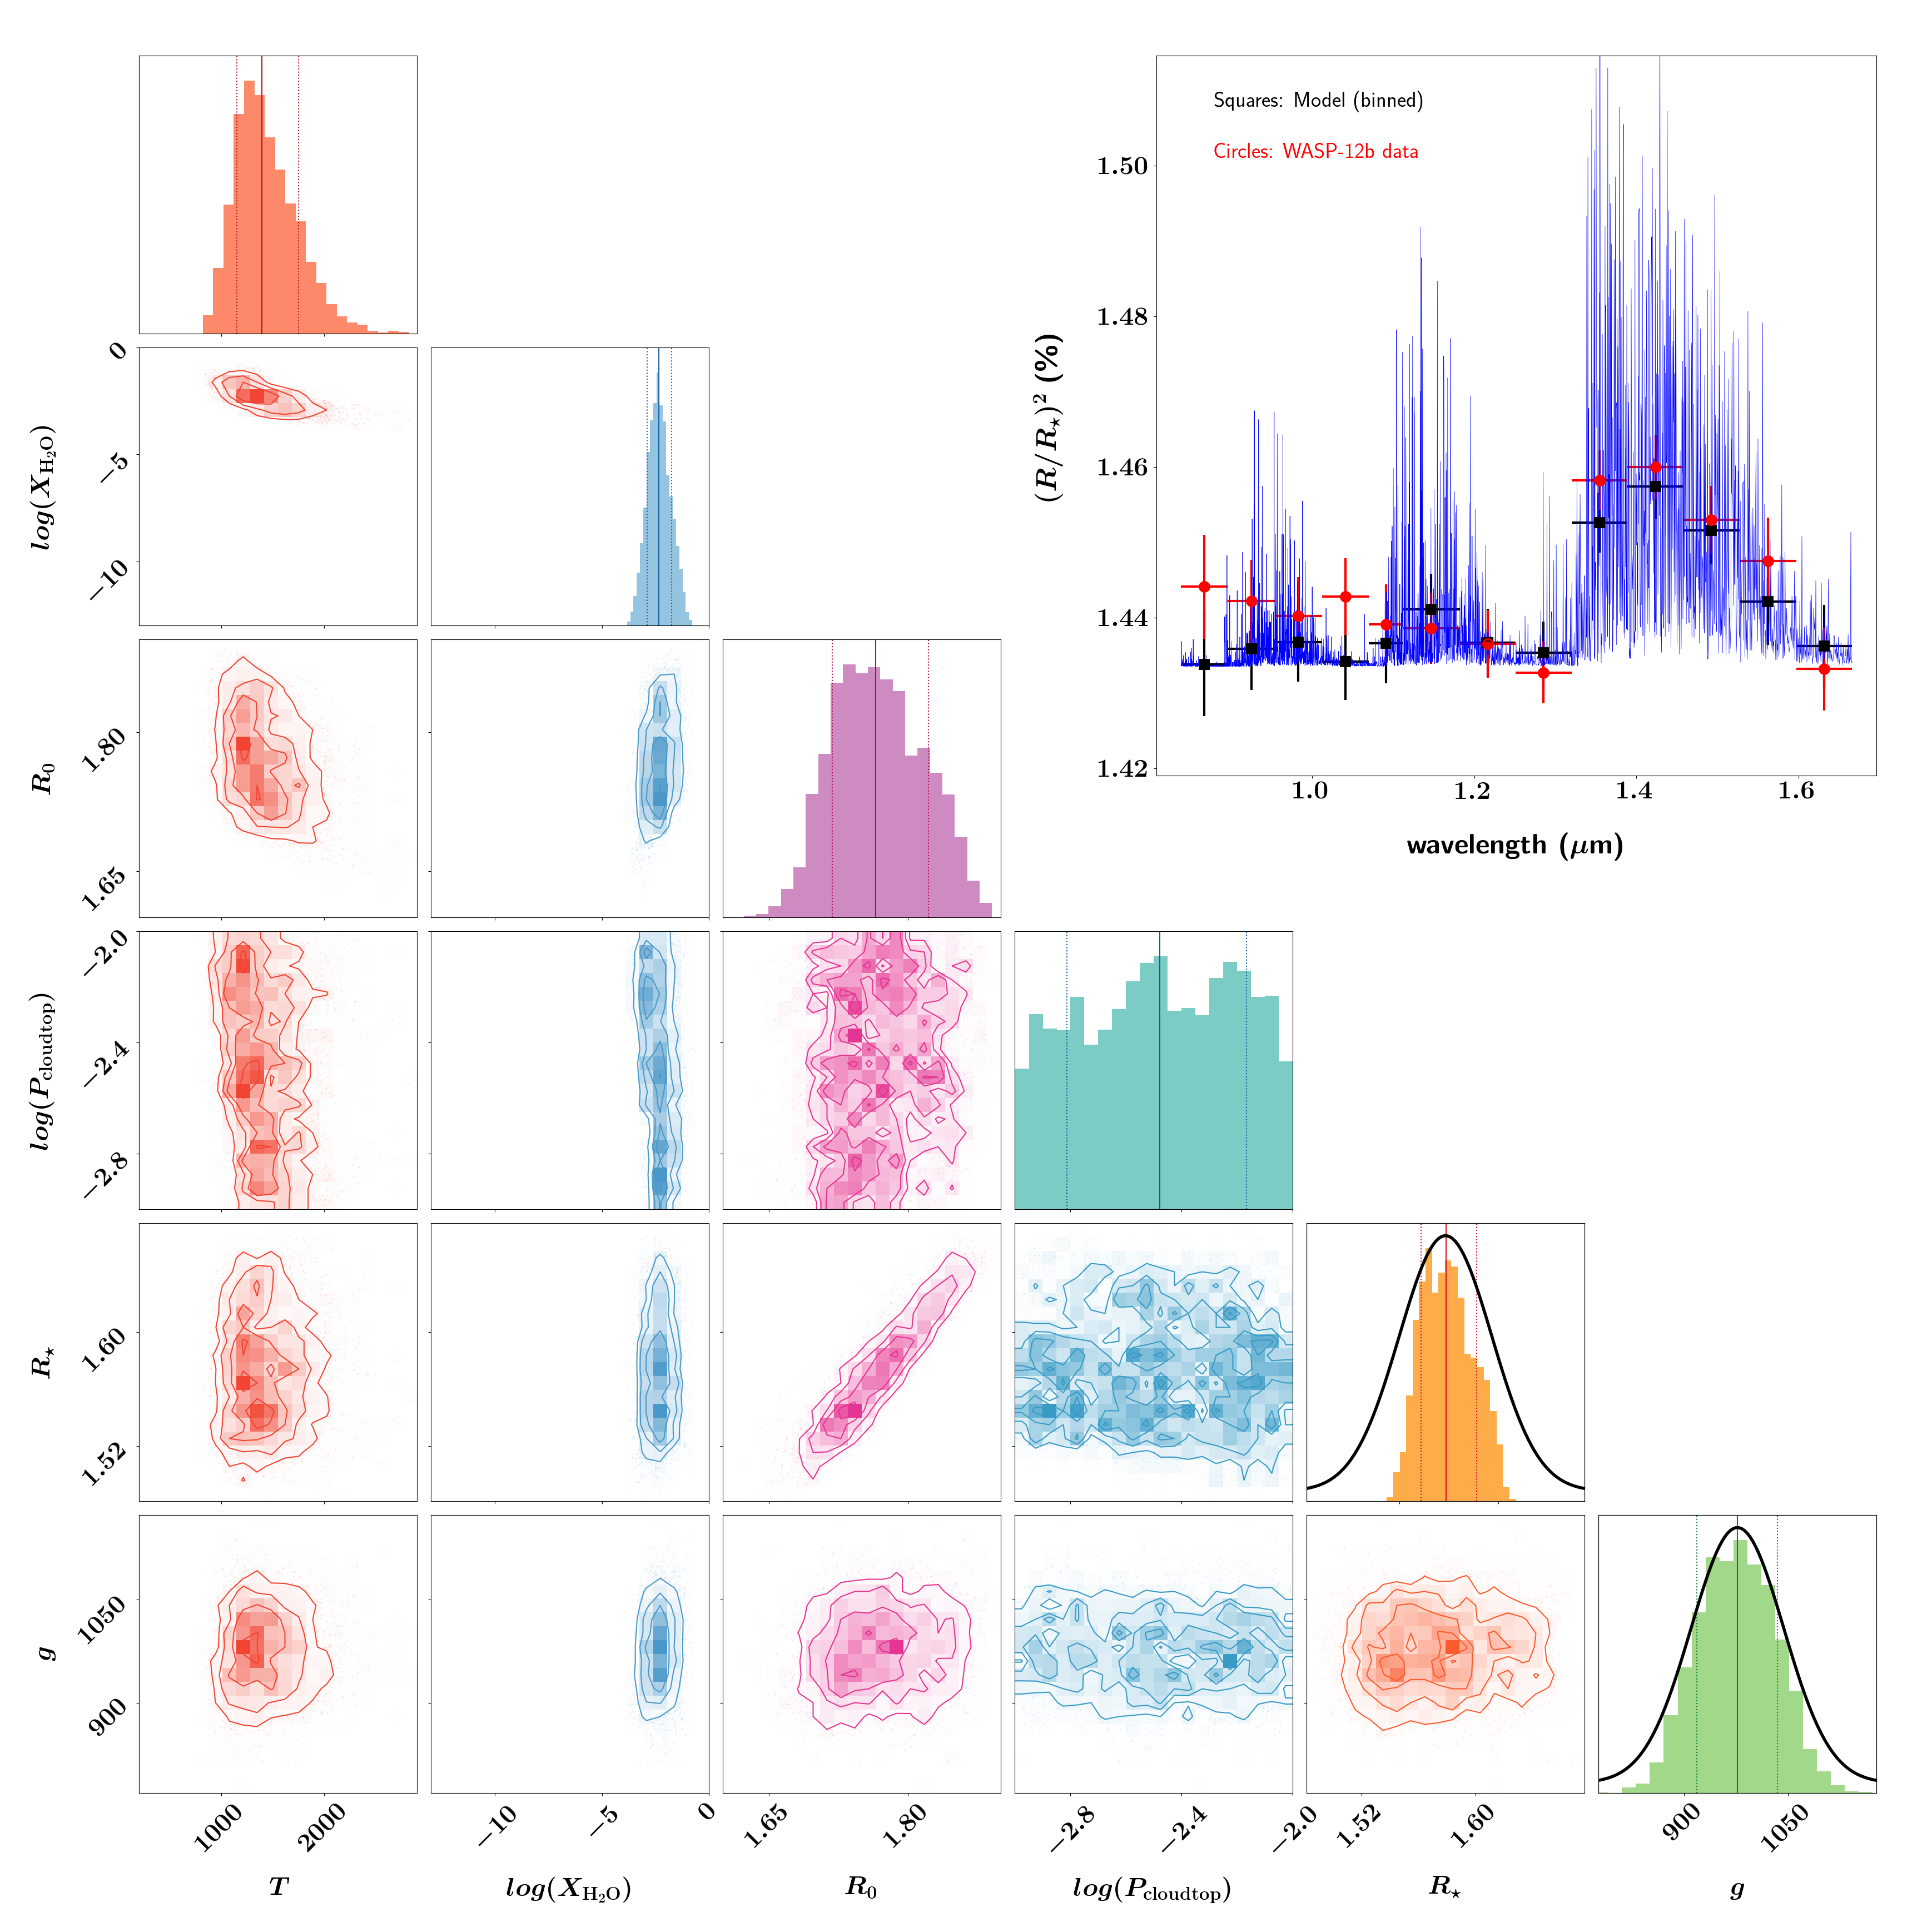 Squares: Model (binned)
Circles: WASP-12b data
1.50
1.48
1.46
1.44
1.42
(R/R⋆)² (%)
1.0 1.2 1.4 1.6
wavelength (μm)
0
−5
−10
log(X_H₂O)
1.80
1.65
R₀
−2.0
−2.4
−2.8
log(P_cloudtop)
1.60
1.52
R⋆
1050
900
g
1000 2000 −10 −5 0 1.65 1.80 −2.8 −2.4 −2.0 1.52 1.60 900 1050
T log(X_H₂O) R₀ log(P_cloudtop) R⋆ g